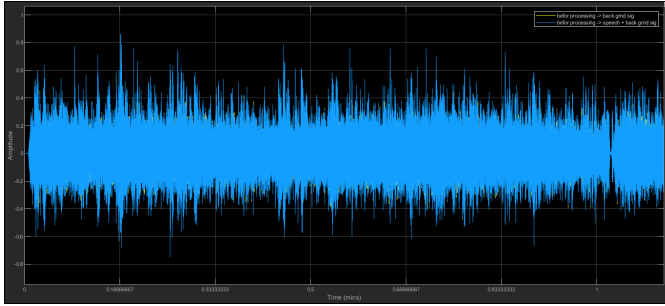 1
befor processing -> back grnd sig
befor processing -> speech + back grnd sig
0.8
0.6
0.4
0.2
Amplitude
0
-0.2
-0.4
-0.6
-0.8
0 0.16666667 0.33333333 0.5 0.66666667 0.83333333 1
Time (mins)